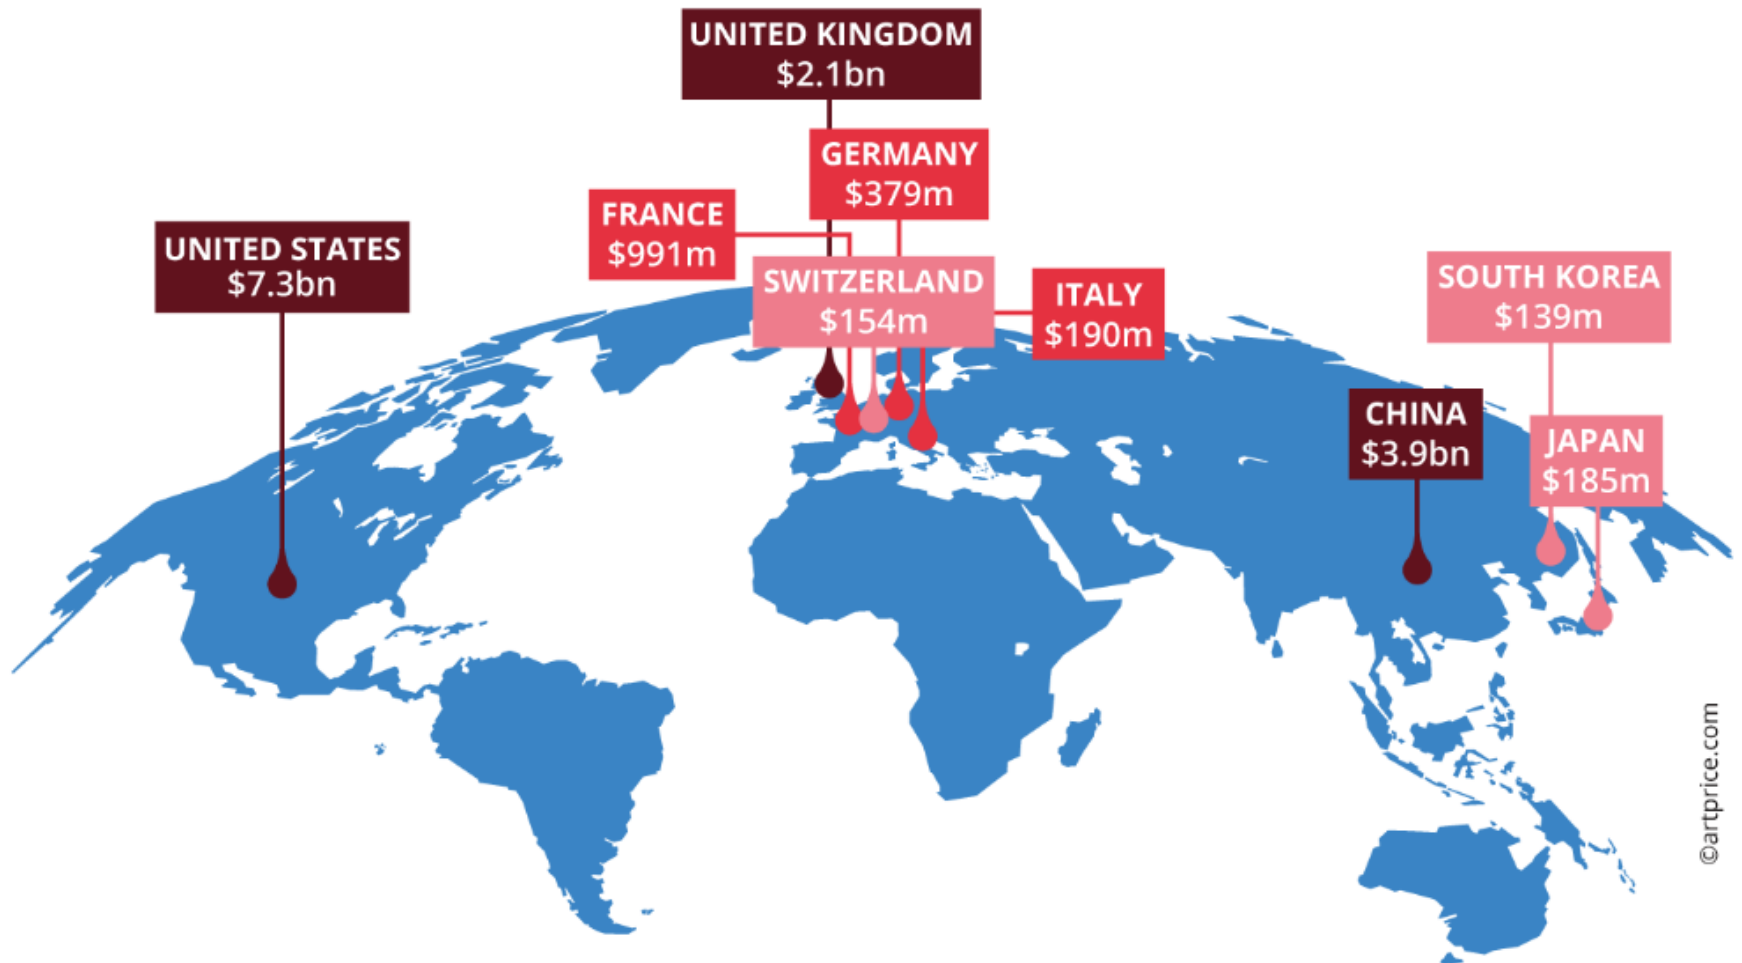 UNITED KINGDOM
$2.1bn
GERMANY
$379m
FRANCE
$991m
UNITED STATES
$7.3bn
SWITZERLAND
$154m
ITALY
$190m
SOUTH KOREA
$139m
CHINA
$3.9bn
JAPAN
$185m
©artprice.com